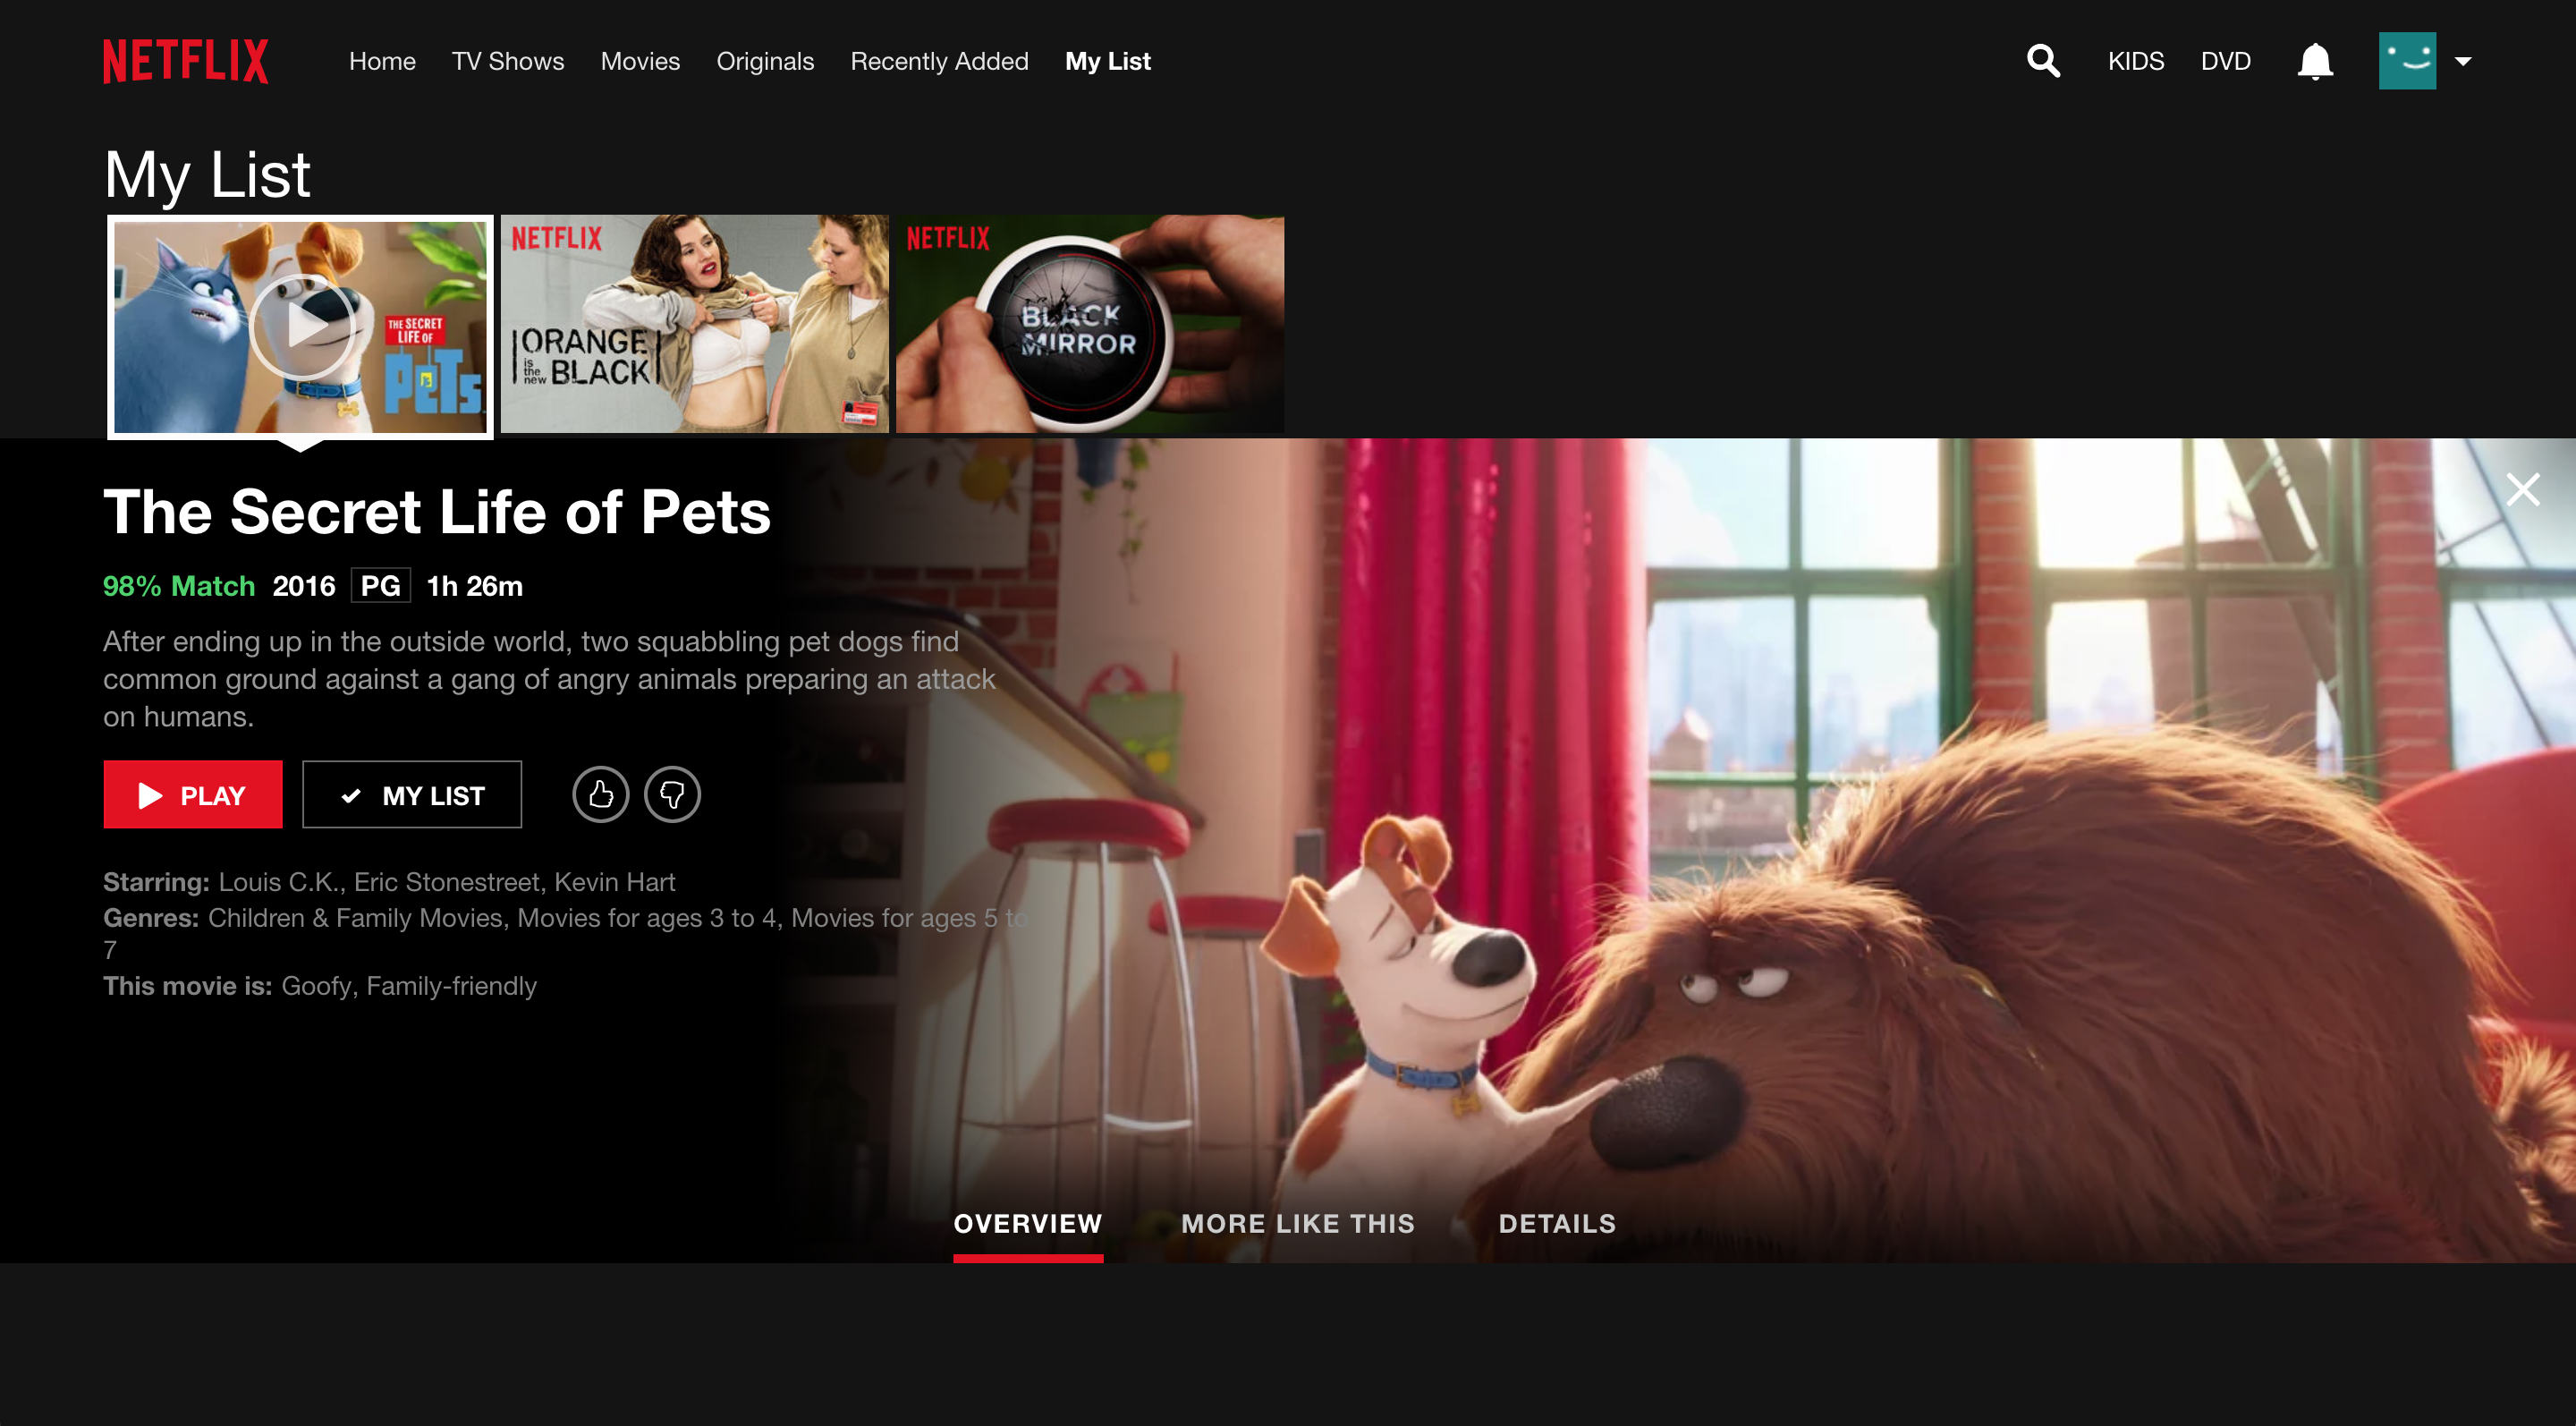 NETFLIX
Home TV Shows Movies Originals Recently Added My List
KIDS DVD
My List
THE SECRET
LIFE OF
PETS
NETFLIX
ORANGE
is the new BLACK
NETFLIX
BLACK
MIRROR
The Secret Life of Pets
98% Match 2016 PG 1h 26m
After ending up in the outside world, two squabbling pet dogs find
common ground against a gang of angry animals preparing an attack
on humans.
PLAY MY LIST
Starring: Louis C.K., Eric Stonestreet, Kevin Hart
Genres: Children & Family Movies, Movies for ages 3 to 4, Movies for ages 5 to
7
This movie is: Goofy, Family-friendly
OVERVIEW MORE LIKE THIS DETAILS